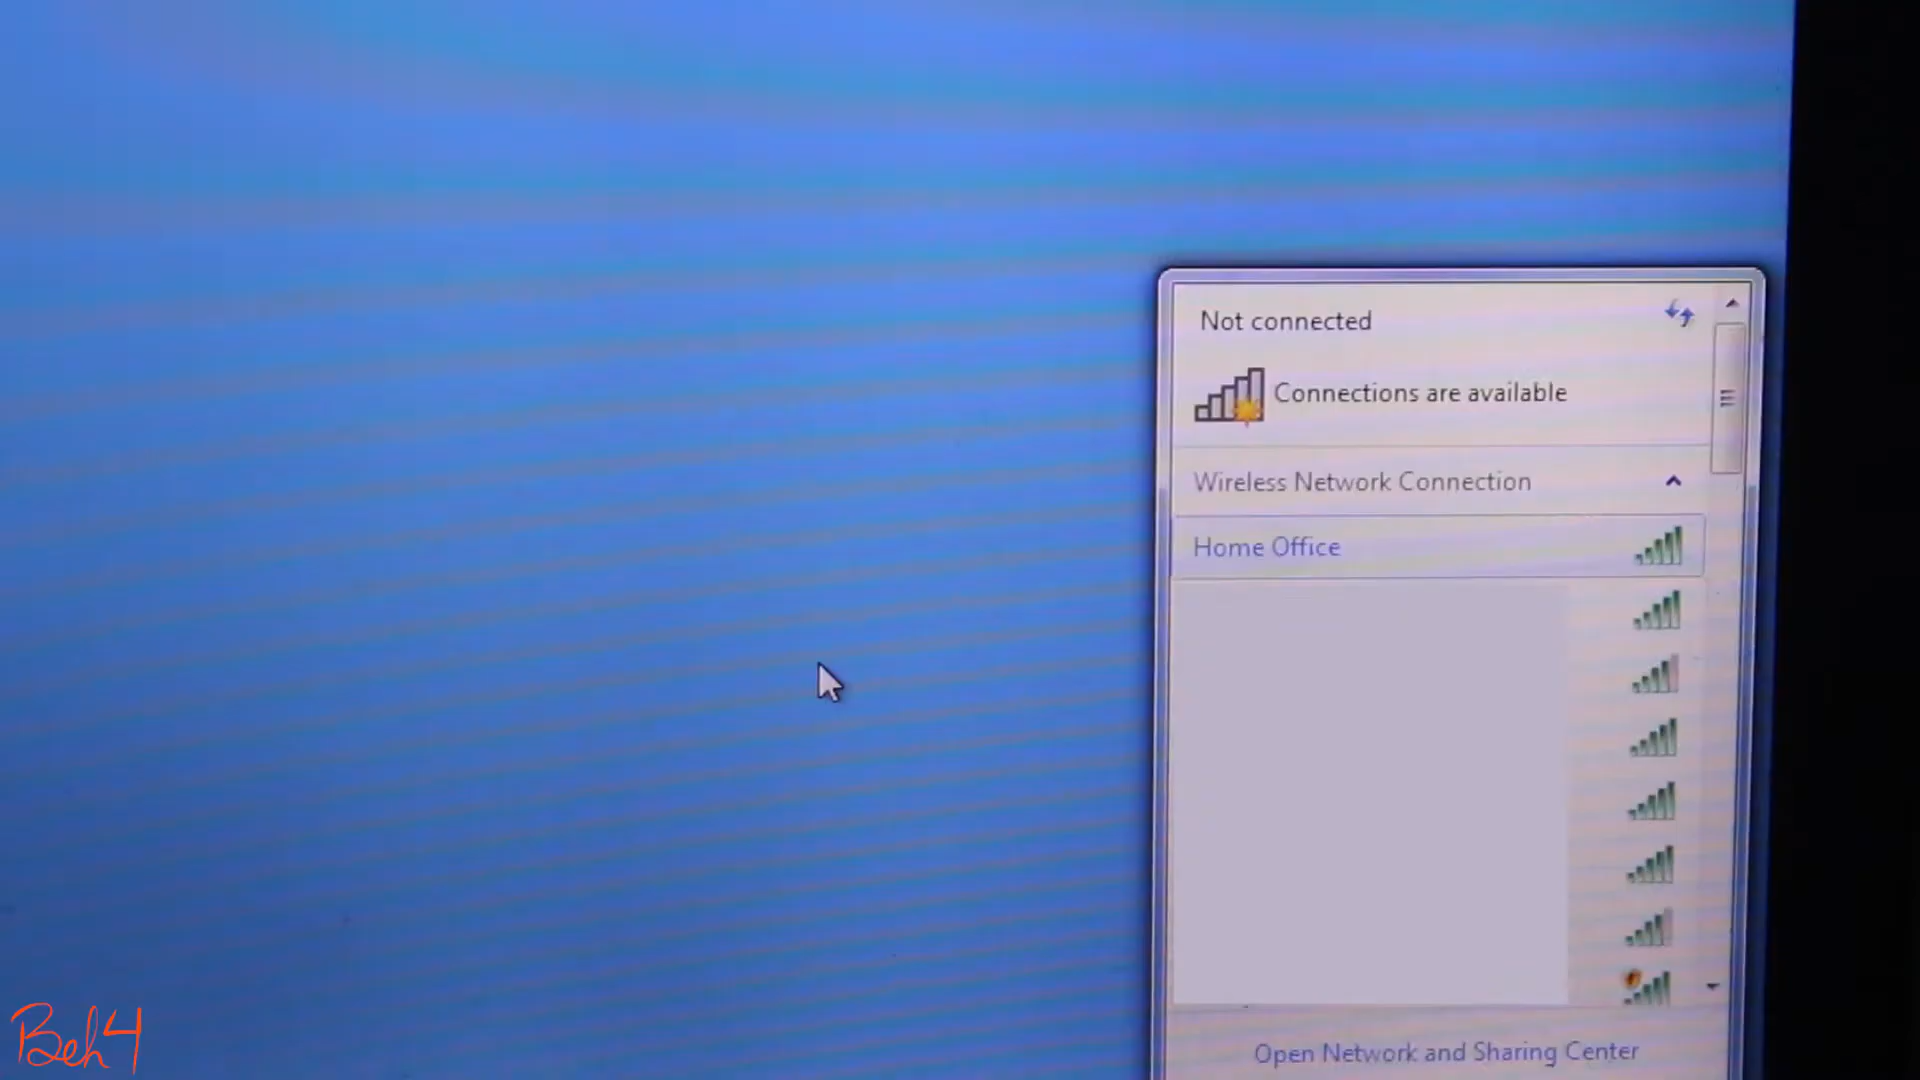 Not connected
Connections are available
Wireless Network Connection
Home Office
Open Network and Sharing Center
Beh4